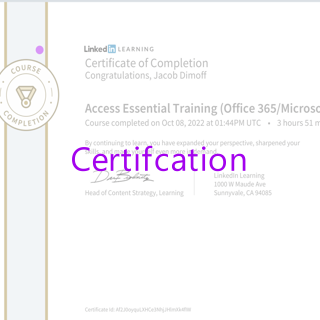 LinkedIn LEARNING
Certificate of Completion
Congratulations, Jacob Dimoff
COURSE COMPLETION
Access Essential Training (Office 365/Microso
Course completed on Oct 08, 2022 at 01:44PM UTC • 3 hours 51 m
By continuing to learn, you have expanded your perspective, sharpened your
skills, and made yourself even more in demand.
Certifcation
Head of Content Strategy, Learning
LinkedIn Learning
1000 W Maude Ave
Sunnyvale, CA 94085
Certificate Id: